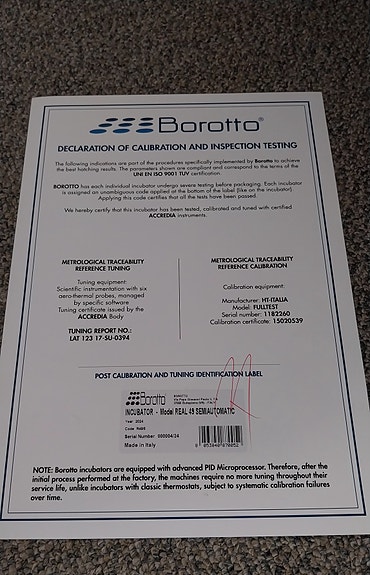 Borotto®
DECLARATION OF CALIBRATION AND INSPECTION TESTING
The following indications are part of the procedures specifically implemented by Borotto to achieve
the best hatching results. The parameters shown are compliant and correspond to the terms of the
UNI EN ISO 9001 TUV certification.
BOROTTO has each individual incubator undergo severe testing before packaging. Each incubator
is assigned an unambiguous code applied at the bottom of the label (like on the incubator).
Applying this code certifies that all the tests have been passed.
We hereby certify that this incubator has been tested, calibrated and tuned with certified
ACCREDIA instruments.
METROLOGICAL TRACEABILITY
REFERENCE TUNING
Tuning equipment:
Scientific instrumentation with six
aero-thermal probes, managed
by specific software
Tuning certificate issued by the
ACCREDIA Body
TUNING REPORT NO.:
LAT 123 17-SU-0394
METROLOGICAL TRACEABILITY
REFERENCE CALIBRATION
Calibration equipment:
Manufacturer: HT-ITALIA
Model: FULLTEST
Serial number: 1182260
Calibration certificate: 15020539
POST CALIBRATION AND TUNING IDENTIFICATION LABEL
Borotto
BOROTTO
INCUBATOR - Model REAL 49 SEMIAUTOMATIC
Year 2024
Serial Number 000004/24
Made in Italy
NOTE: Borotto incubators are equipped with advanced PID Microprocessor. Therefore, after the
initial process performed at the factory, the machines require no more tuning throughout their
service life, unlike incubators with classic thermostats, subject to systematic calibration failures
over time.